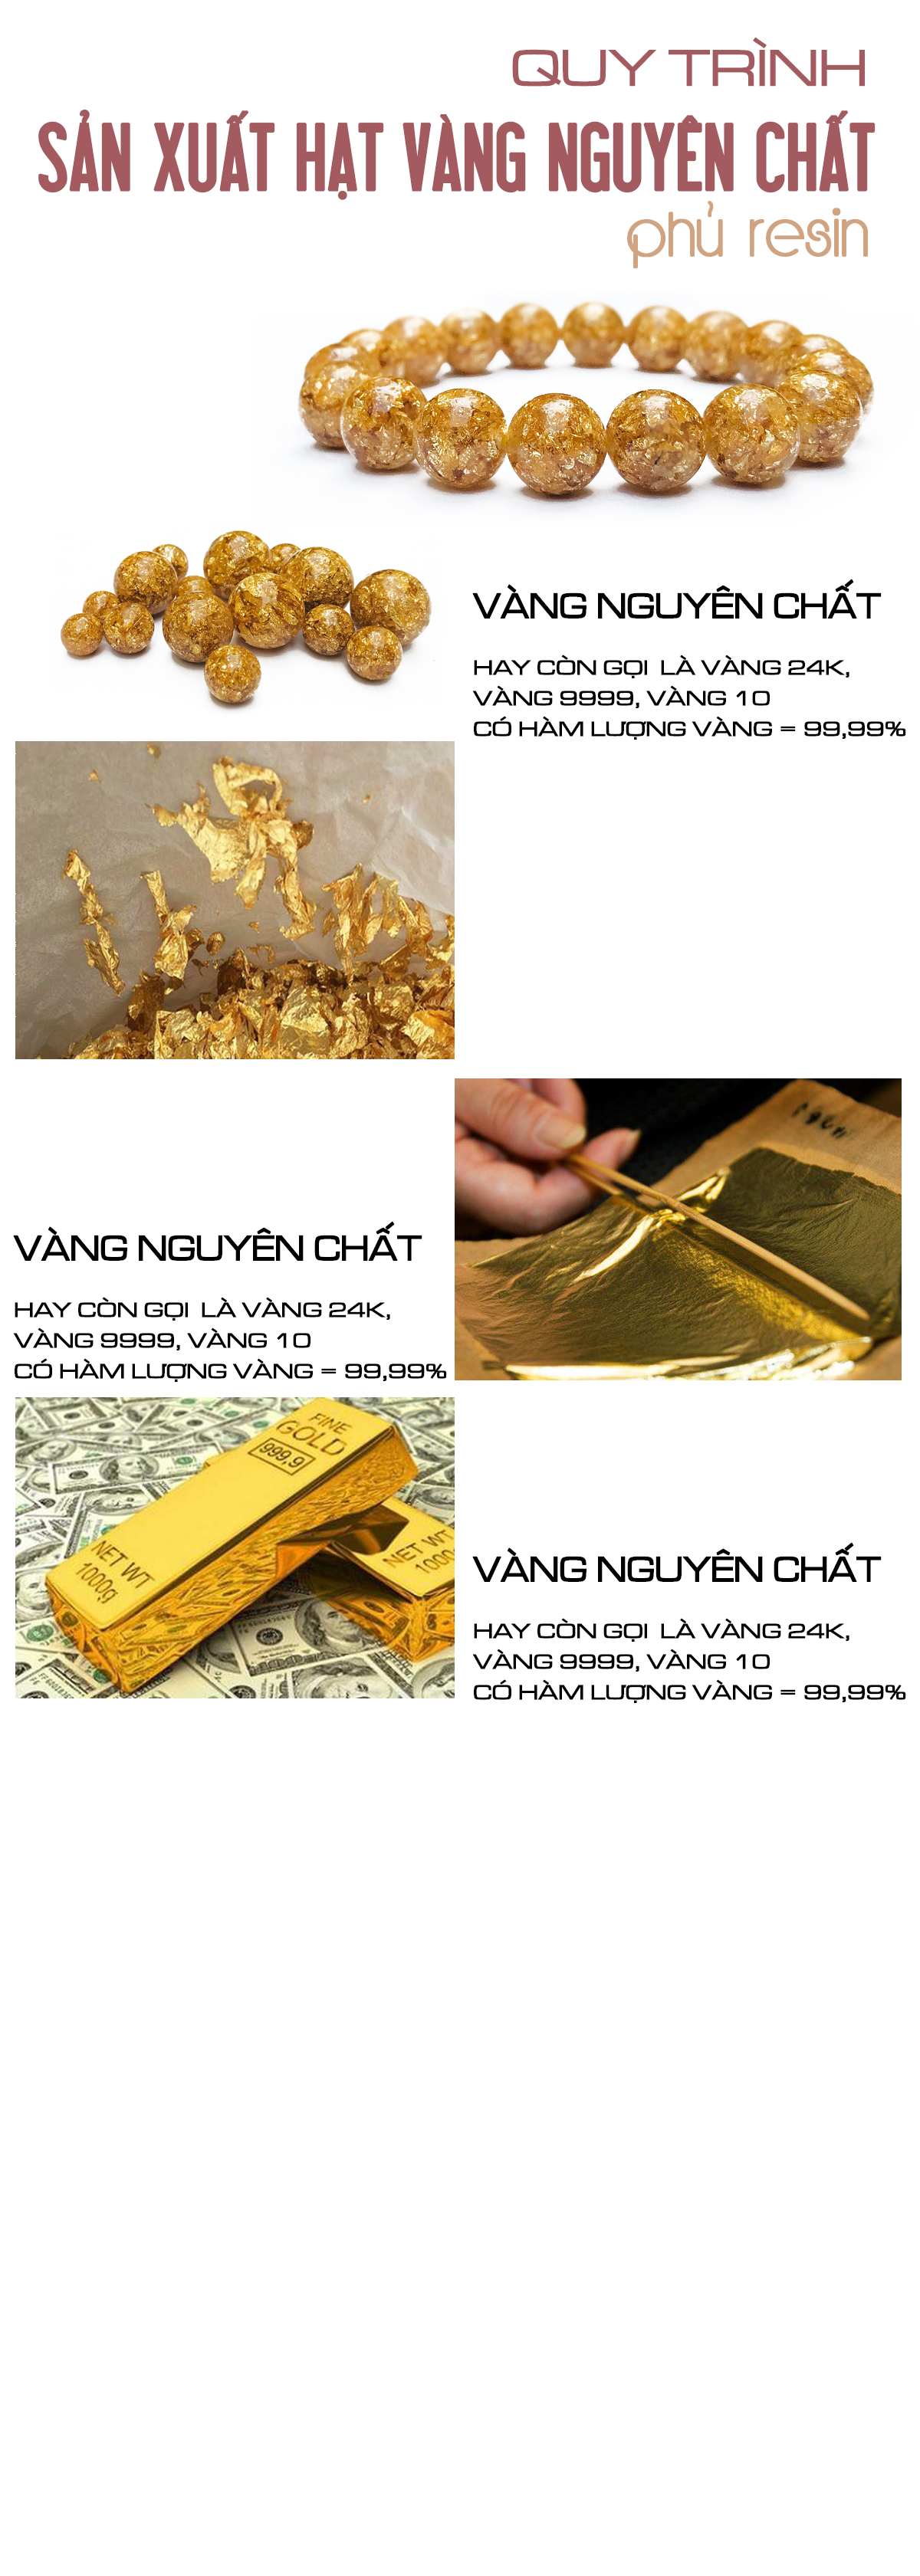 QUY TRÌNH
SẢN XUẤT HẠT VÀNG NGUYÊN CHẤT
phủ resin
VÀNG NGUYÊN CHẤT
HAY CÒN GỌI LÀ VÀNG 24K,
VÀNG 9999, VÀNG 10
CÓ HÀM LƯỢNG VÀNG = 99,99%
VÀNG NGUYÊN CHẤT
HAY CÒN GỌI LÀ VÀNG 24K,
VÀNG 9999, VÀNG 10
CÓ HÀM LƯỢNG VÀNG = 99,99%
FINE
GOLD
999,9
NET WT
1000g
NET WT
1000g
VÀNG NGUYÊN CHẤT
HAY CÒN GỌI LÀ VÀNG 24K,
VÀNG 9999, VÀNG 10
CÓ HÀM LƯỢNG VÀNG = 99,99%